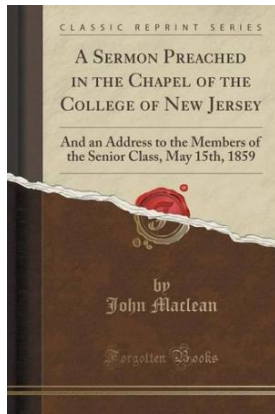 CLASSIC REPRINT SERIES
A SERMON PREACHED
IN THE CHAPEL OF THE
COLLEGE OF NEW JERSEY
And an Address to the Members of
the Senior Class, May 15th, 1859
by
John Maclean
Forgotten Books